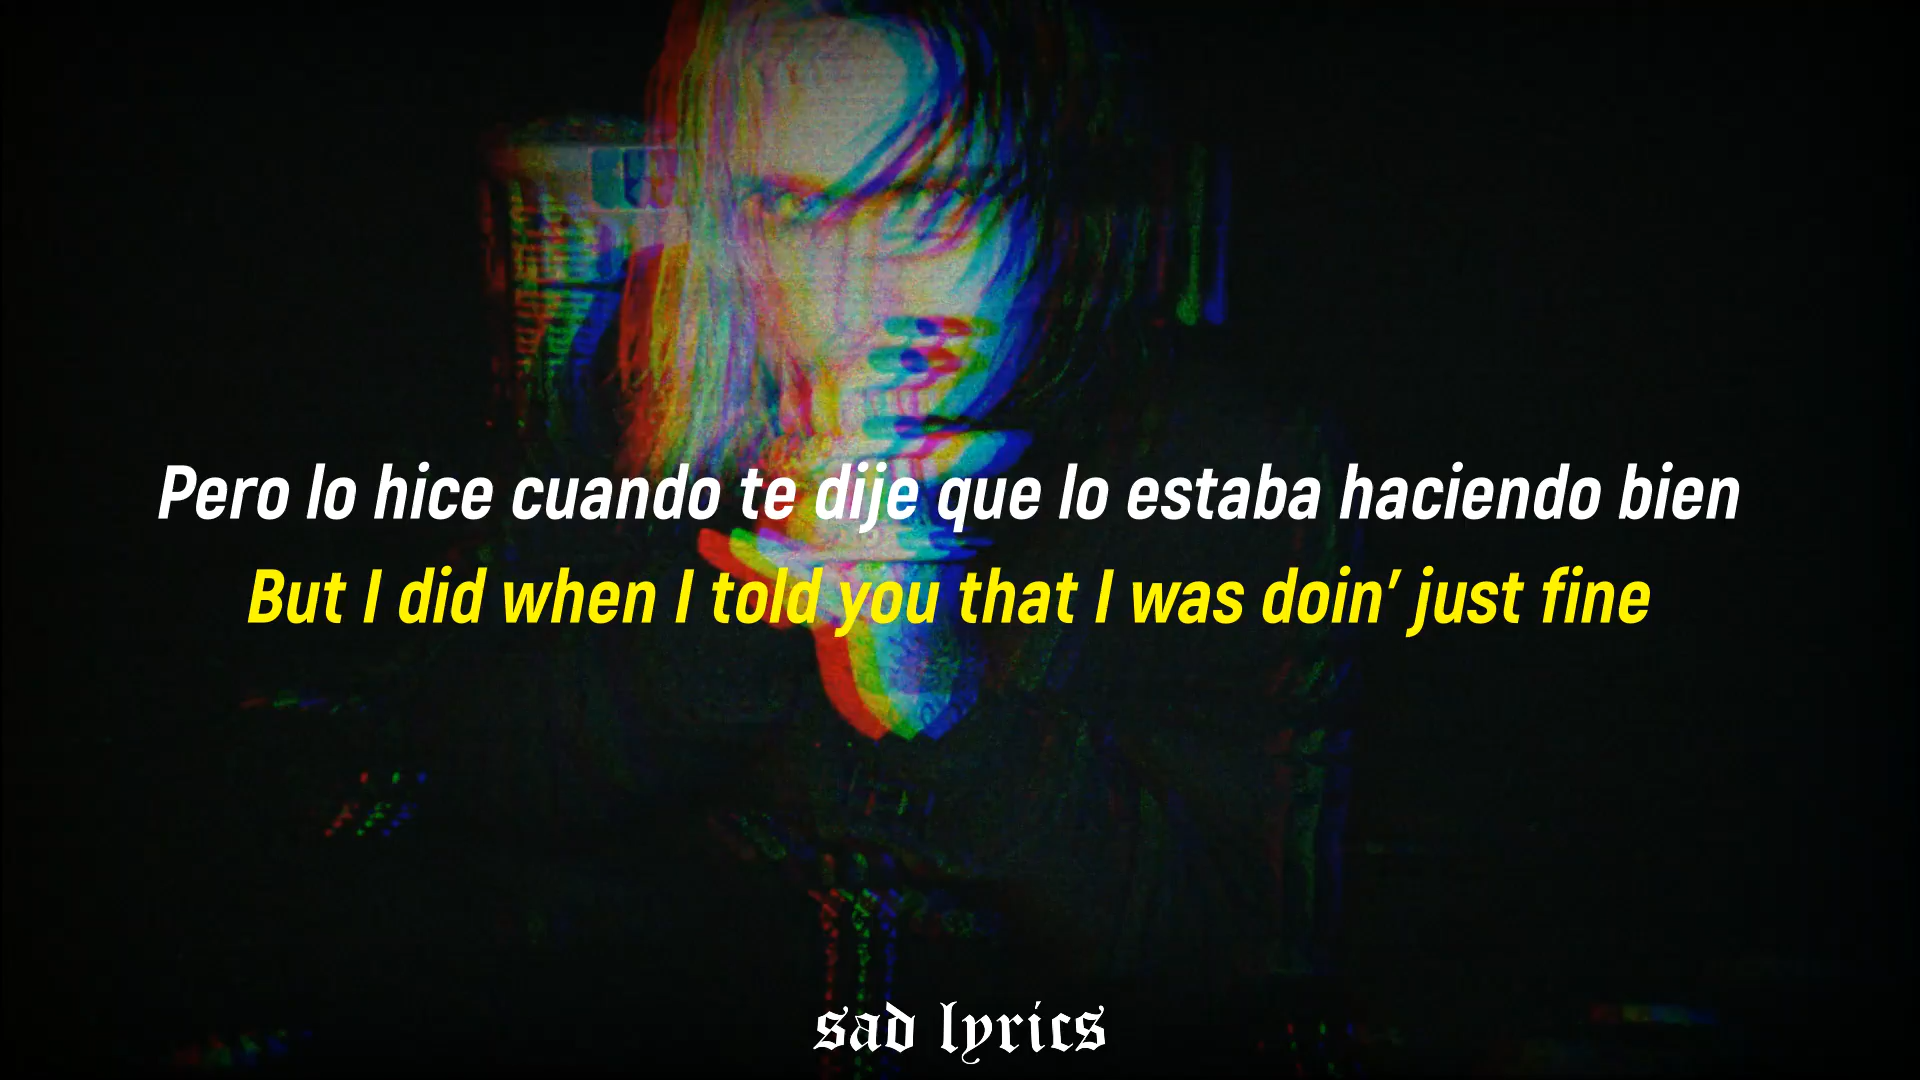 Pero lo hice cuando te dije que lo estaba haciendo bien
But I did when I told you that I was doin’ just fine
sad lyrics